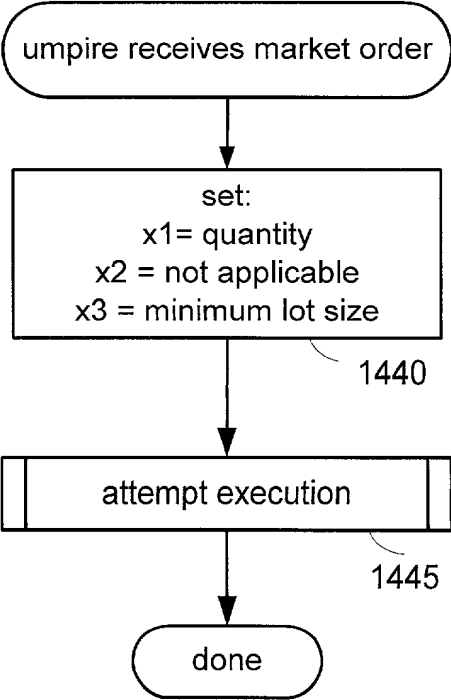 umpire receives market order
set:
x1= quantity
x2 = not applicable
x3 = minimum lot size
1440
attempt execution
1445
done